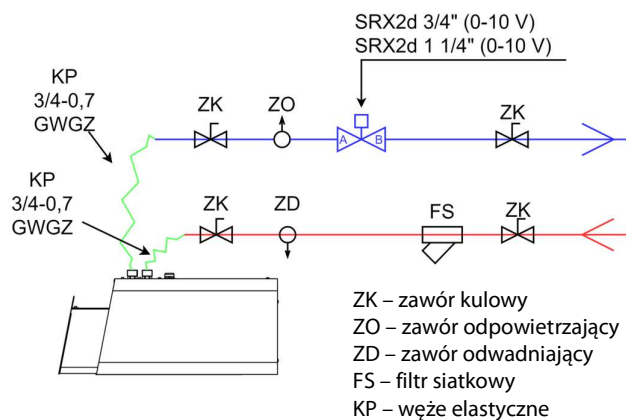 SRX2d 3/4" (0-10 V)
SRX2d 1 1/4" (0-10 V)
KP
3/4-0,7
GWGZ
ZK
ZO
A
B
ZK
KP
3/4-0,7
GWGZ
ZK
ZD
FS
ZK
ZK – zawór kulowy
ZO – zawór odpowietrzający
ZD – zawór odwadniający
FS – filtr siatkowy
KP – węże elastyczne